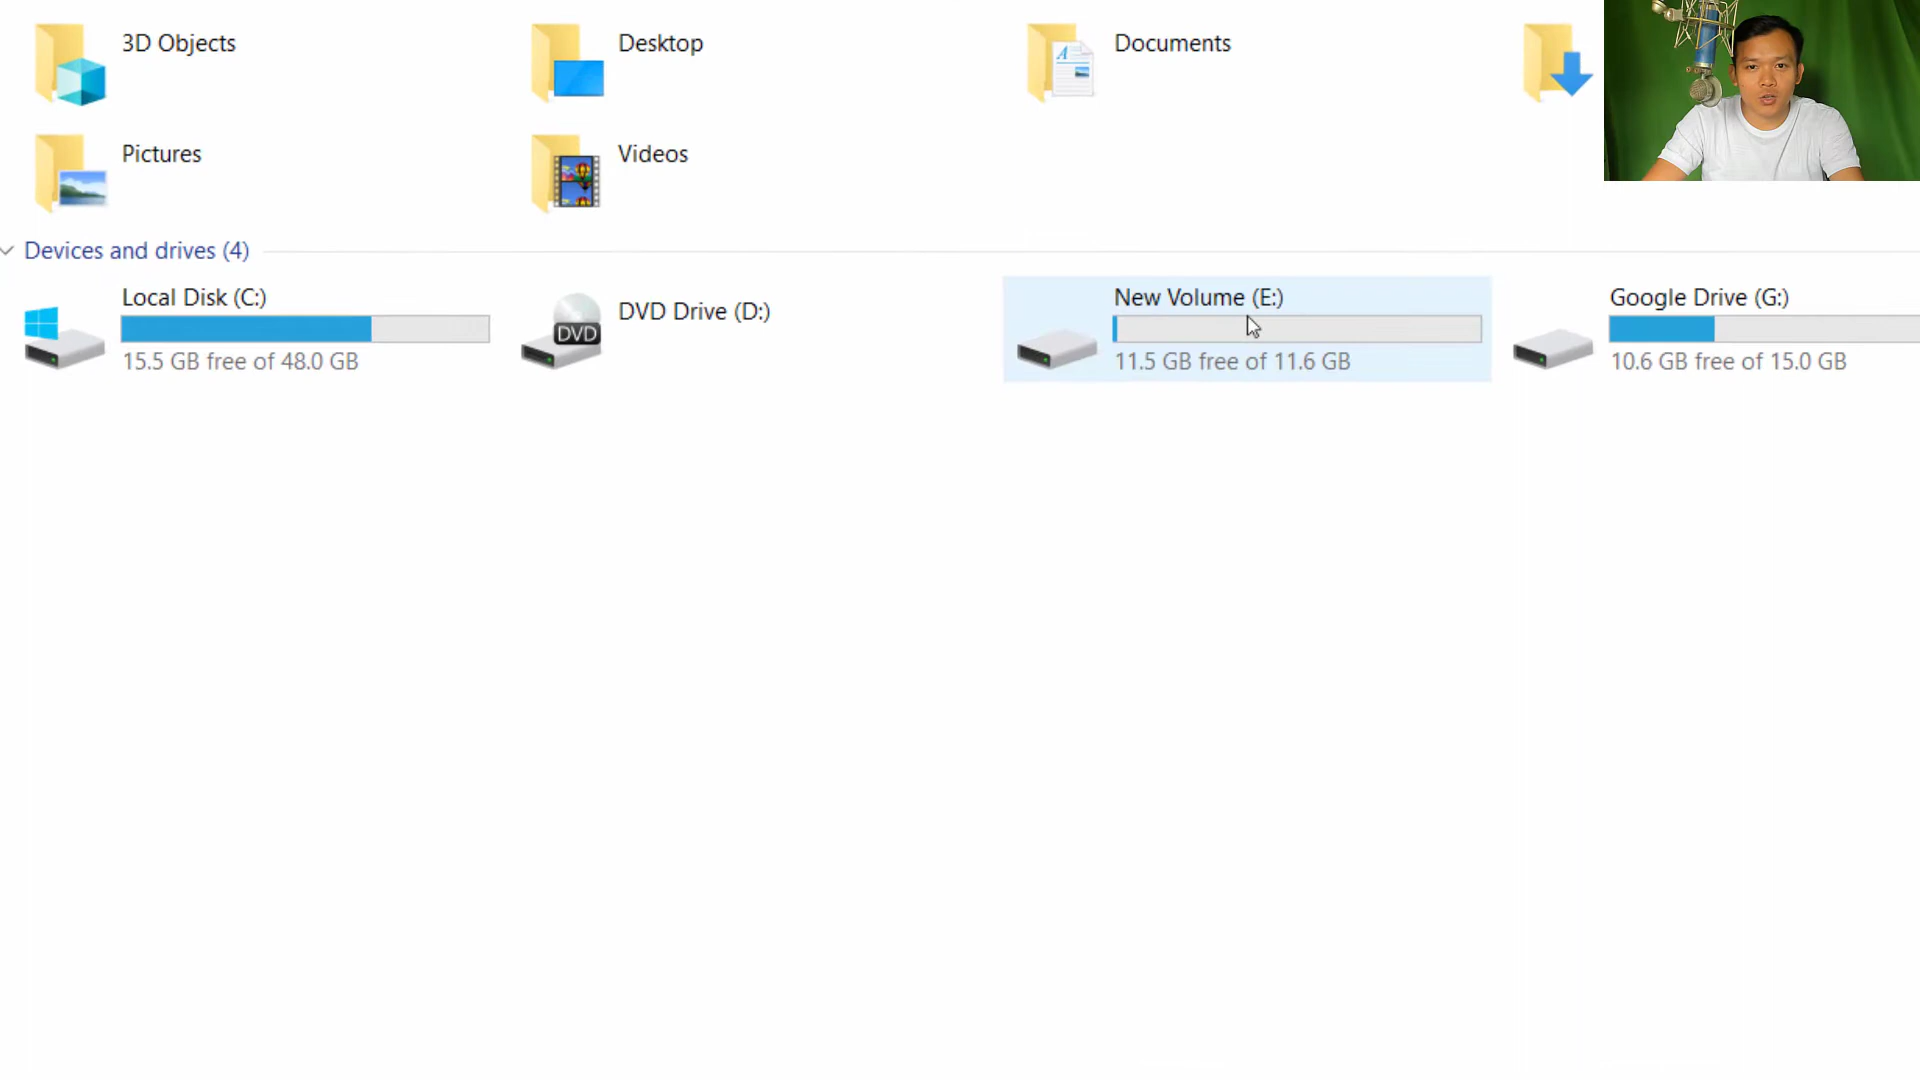 3D Objects
Desktop
Documents
Pictures
Videos
Devices and drives (4)
Local Disk (C:)
15.5 GB free of 48.0 GB
DVD
DVD Drive (D:)
New Volume (E:)
11.5 GB free of 11.6 GB
Google Drive (G:)
10.6 GB free of 15.0 GB